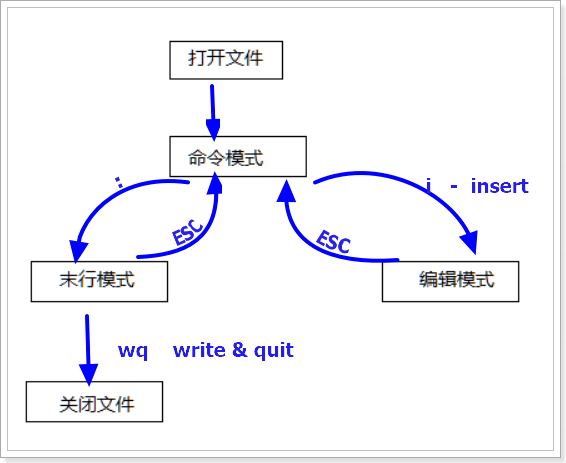 打开文件
命令模式
:
i - insert
ESC
ESC
末行模式
编辑模式
wq write & quit
关闭文件